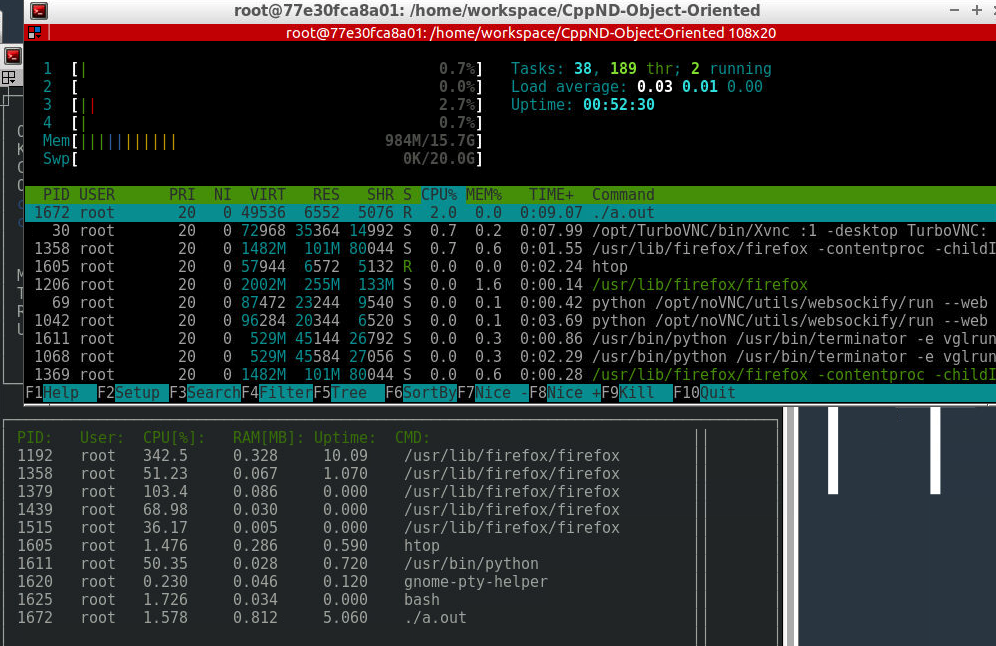 root@77e30fca8a01: /home/workspace/CppND-Object-Oriented
root@77e30fca8a01: /home/workspace/CppND-Object-Oriented 108x20
1 [| 0.7%] Tasks: 38, 189 thr; 2 running
2 [ 0.0%] Load average: 0.03 0.01 0.00
3 [|| 2.7%] Uptime: 00:52:30
4 [| 0.7%]
Mem[||||||||||| 984M/15.7G]
Swp[ 0K/20.0G]
PID USER PRI NI VIRT RES SHR S CPU% MEM% TIME+ Command
1672 root 20 0 49536 6552 5076 R 2.0 0.0 0:09.07 ./a.out
30 root 20 0 72968 35364 14992 S 0.7 0.2 0:07.99 /opt/TurboVNC/bin/Xvnc :1 -desktop TurboVNC:
1358 root 20 0 1482M 101M 80044 S 0.7 0.6 0:01.55 /usr/lib/firefox/firefox -contentproc -childI
1605 root 20 0 57944 6572 5132 R 0.0 0.0 0:02.24 htop
1206 root 20 0 2002M 255M 133M S 0.0 1.6 0:00.14 /usr/lib/firefox/firefox
69 root 20 0 87472 23244 9540 S 0.0 0.1 0:00.42 python /opt/noVNC/utils/websockify/run --web
1042 root 20 0 96284 20344 6520 S 0.0 0.1 0:03.69 python /opt/noVNC/utils/websockify/run --web
1611 root 20 0 529M 45144 26792 S 0.0 0.3 0:00.86 /usr/bin/python /usr/bin/terminator -e vglrun
1068 root 20 0 529M 45584 27056 S 0.0 0.3 0:02.29 /usr/bin/python /usr/bin/terminator -e vglrun
1369 root 20 0 1482M 101M 80044 S 0.0 0.6 0:00.28 /usr/lib/firefox/firefox -contentproc -childI
F1Help F2Setup F3SearchF4FilterF5Tree F6SortByF7Nice -F8Nice +F9Kill F10Quit
PID: User: CPU[%]: RAM[MB]: Uptime: CMD:
1192 root 342.5 0.328 10.09 /usr/lib/firefox/firefox
1358 root 51.23 0.067 1.070 /usr/lib/firefox/firefox
1379 root 103.4 0.086 0.000 /usr/lib/firefox/firefox
1439 root 68.98 0.030 0.000 /usr/lib/firefox/firefox
1515 root 36.17 0.005 0.000 /usr/lib/firefox/firefox
1605 root 1.476 0.286 0.590 htop
1611 root 50.35 0.028 0.720 /usr/bin/python
1620 root 0.230 0.046 0.120 gnome-pty-helper
1625 root 1.726 0.034 0.000 bash
1672 root 1.578 0.812 5.060 ./a.out